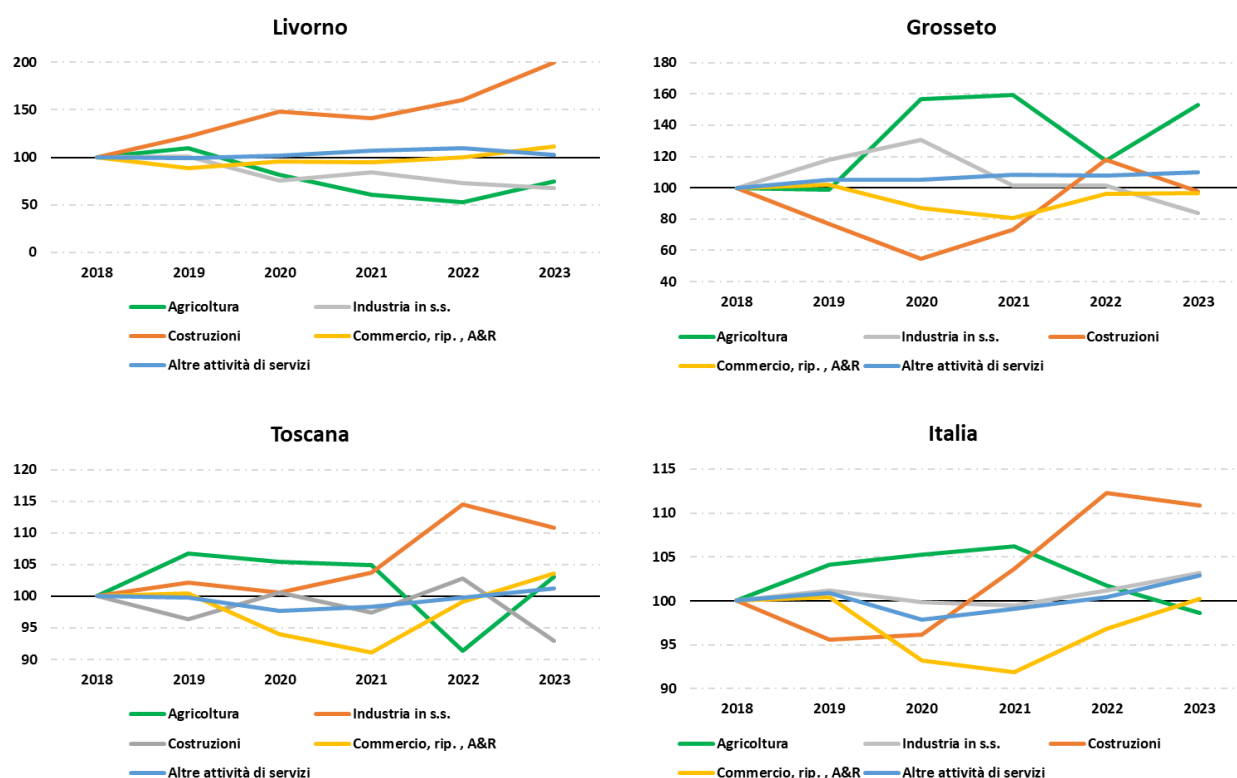 Livorno
200
150
100
50
0
2018 2019 2020 2021 2022 2023
Agricoltura Industria in s.s.
Costruzioni Commercio, rip. , A&R
Altre attività di servizi
Grosseto
180
160
140
120
100
80
60
40
2018 2019 2020 2021 2022 2023
Agricoltura Industria in s.s. Costruzioni
Commercio, rip. , A&R Altre attività di servizi
Toscana
120
115
110
105
100
95
90
2018 2019 2020 2021 2022 2023
Agricoltura Industria in s.s.
Costruzioni Commercio, rip. , A&R
Altre attività di servizi
Italia
115
110
105
100
95
90
2018 2019 2020 2021 2022 2023
Agricoltura Industria in s.s. Costruzioni
Commercio, rip. , A&R Altre attività di servizi